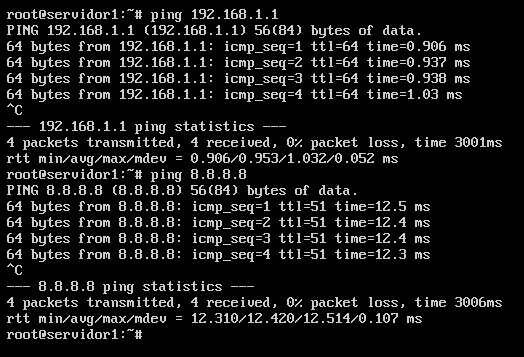 root@servidor1:~# ping 192.168.1.1
PING 192.168.1.1 (192.168.1.1) 56(84) bytes of data.
64 bytes from 192.168.1.1: icmp_seq=1 ttl=64 time=0.906 ms
64 bytes from 192.168.1.1: icmp_seq=2 ttl=64 time=0.937 ms
64 bytes from 192.168.1.1: icmp_seq=3 ttl=64 time=0.938 ms
64 bytes from 192.168.1.1: icmp_seq=4 ttl=64 time=1.03 ms
^C
--- 192.168.1.1 ping statistics ---
4 packets transmitted, 4 received, 0% packet loss, time 3001ms
rtt min/avg/max/mdev = 0.906/0.953/1.032/0.052 ms
root@servidor1:~# ping 8.8.8.8
PING 8.8.8.8 (8.8.8.8) 56(84) bytes of data.
64 bytes from 8.8.8.8: icmp_seq=1 ttl=51 time=12.5 ms
64 bytes from 8.8.8.8: icmp_seq=2 ttl=51 time=12.4 ms
64 bytes from 8.8.8.8: icmp_seq=3 ttl=51 time=12.4 ms
64 bytes from 8.8.8.8: icmp_seq=4 ttl=51 time=12.3 ms
^C
--- 8.8.8.8 ping statistics ---
4 packets transmitted, 4 received, 0% packet loss, time 3006ms
rtt min/avg/max/mdev = 12.310/12.420/12.514/0.107 ms
root@servidor1:~#